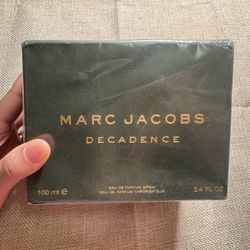 MARC JACOBS
DECADENCE
EAU DE PARFUM SPRAY
EAU DE PARFUM VAPORISATEUR
100 ml ℮
3.4 FL OZ